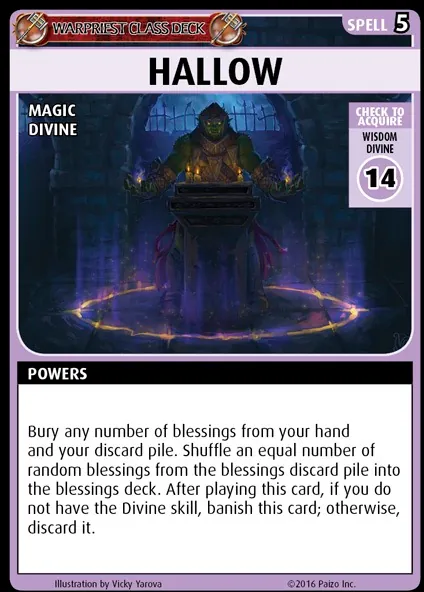 WARPRIEST CLASS DECK
SPELL 5
HALLOW
MAGIC
DIVINE
CHECK TO
ACQUIRE
WISDOM
DIVINE
14
POWERS
Bury any number of blessings from your hand
and your discard pile. Shuffle an equal number of
random blessings from the blessings discard pile into
the blessings deck. After playing this card, if you do
not have the Divine skill, banish this card; otherwise,
discard it.
Illustration by Vicky Yarova
©2016 Paizo Inc.